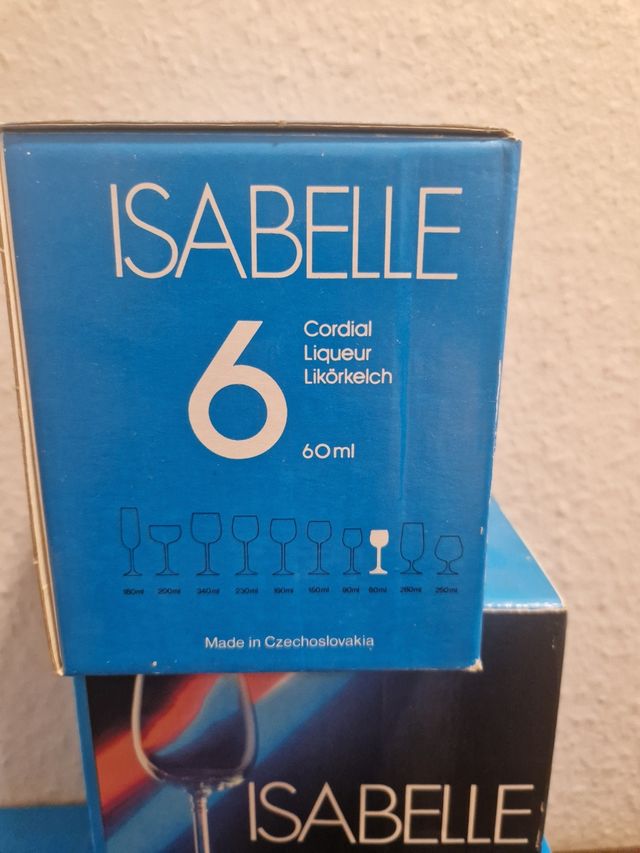 ISABELLE
6
Cordial
Liqueur
Likörkelch
60ml
180ml 200ml 340ml 230ml 190ml 150ml 90ml 60ml 260ml 250ml
Made in Czechoslovakia
ISABELLE